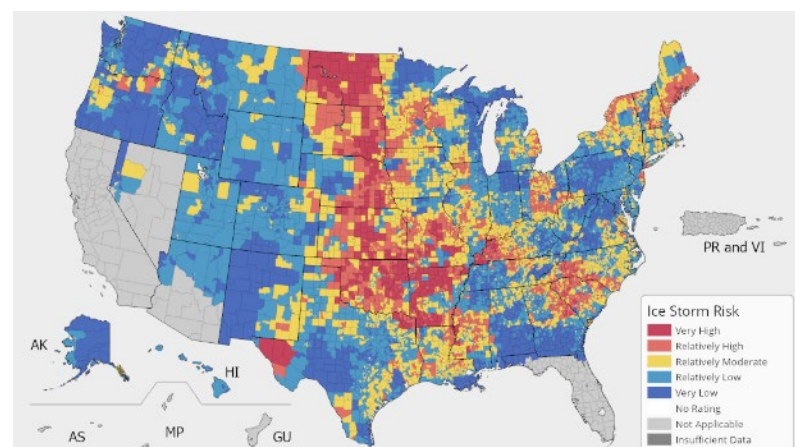 PR and VI
Ice Storm Risk
Very High
Relatively High
Relatively Moderate
Relatively Low
Very Low
No Rating
Not Applicable
Insufficient Data
AK
HI
AS
MP
GU